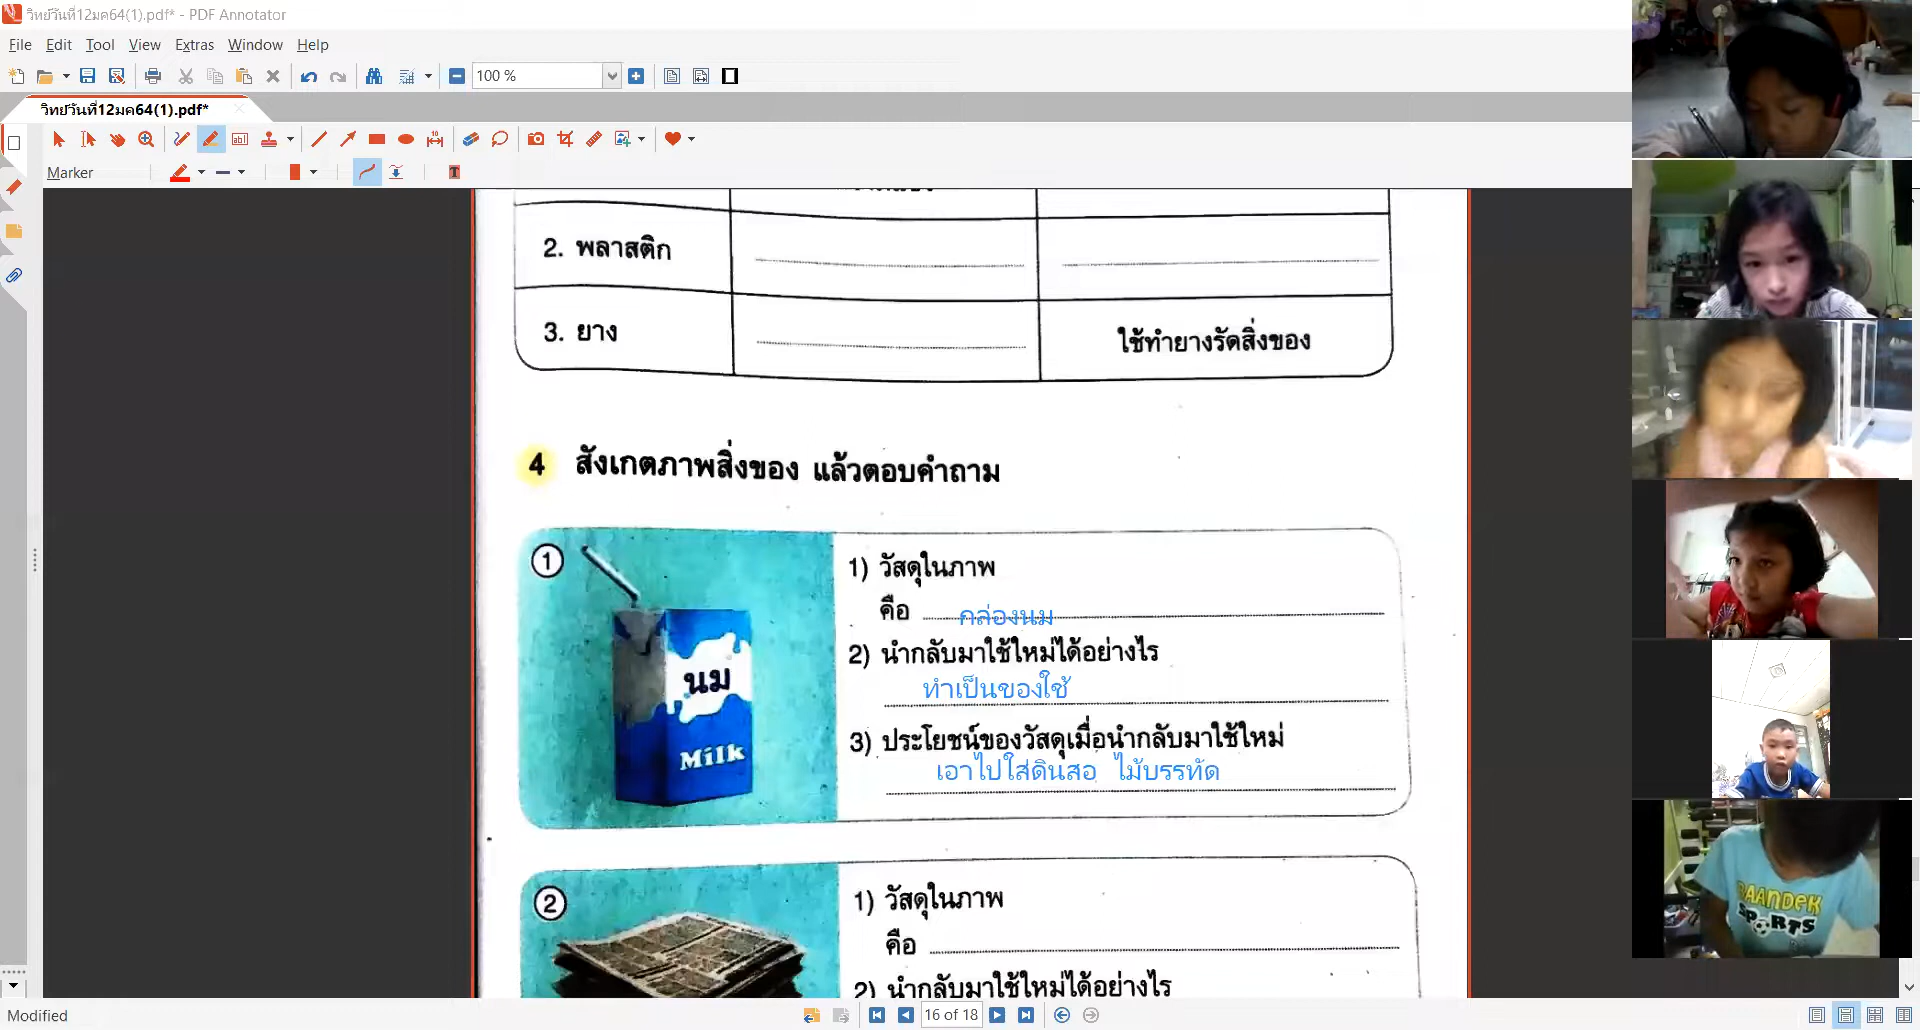 วิทย์วันที่12มค64(1).pdf* - PDF Annotator
File Edit Tool View Extras Window Help
100 %
วิทย์วันที่12มค64(1).pdf*
Marker
2. พลาสติก
3. ยาง
ใช้ทำยางรัดสิ่งของ
4 สังเกตภาพสิ่งของ แล้วตอบคำถาม
1
นม
Milk
1) วัสดุในภาพ
คือ กล่องนม
2) นำกลับมาใช้ใหม่ได้อย่างไร
ทำเป็นของใช้
3) ประโยชน์ของวัสดุเมื่อนำกลับมาใช้ใหม่
เอาไปใส่ดินสอ ไม้บรรทัด
2
1) วัสดุในภาพ
คือ
2) นำกลับมาใช้ใหม่ได้อย่างไร
SPORTS
Modified
16 of 18